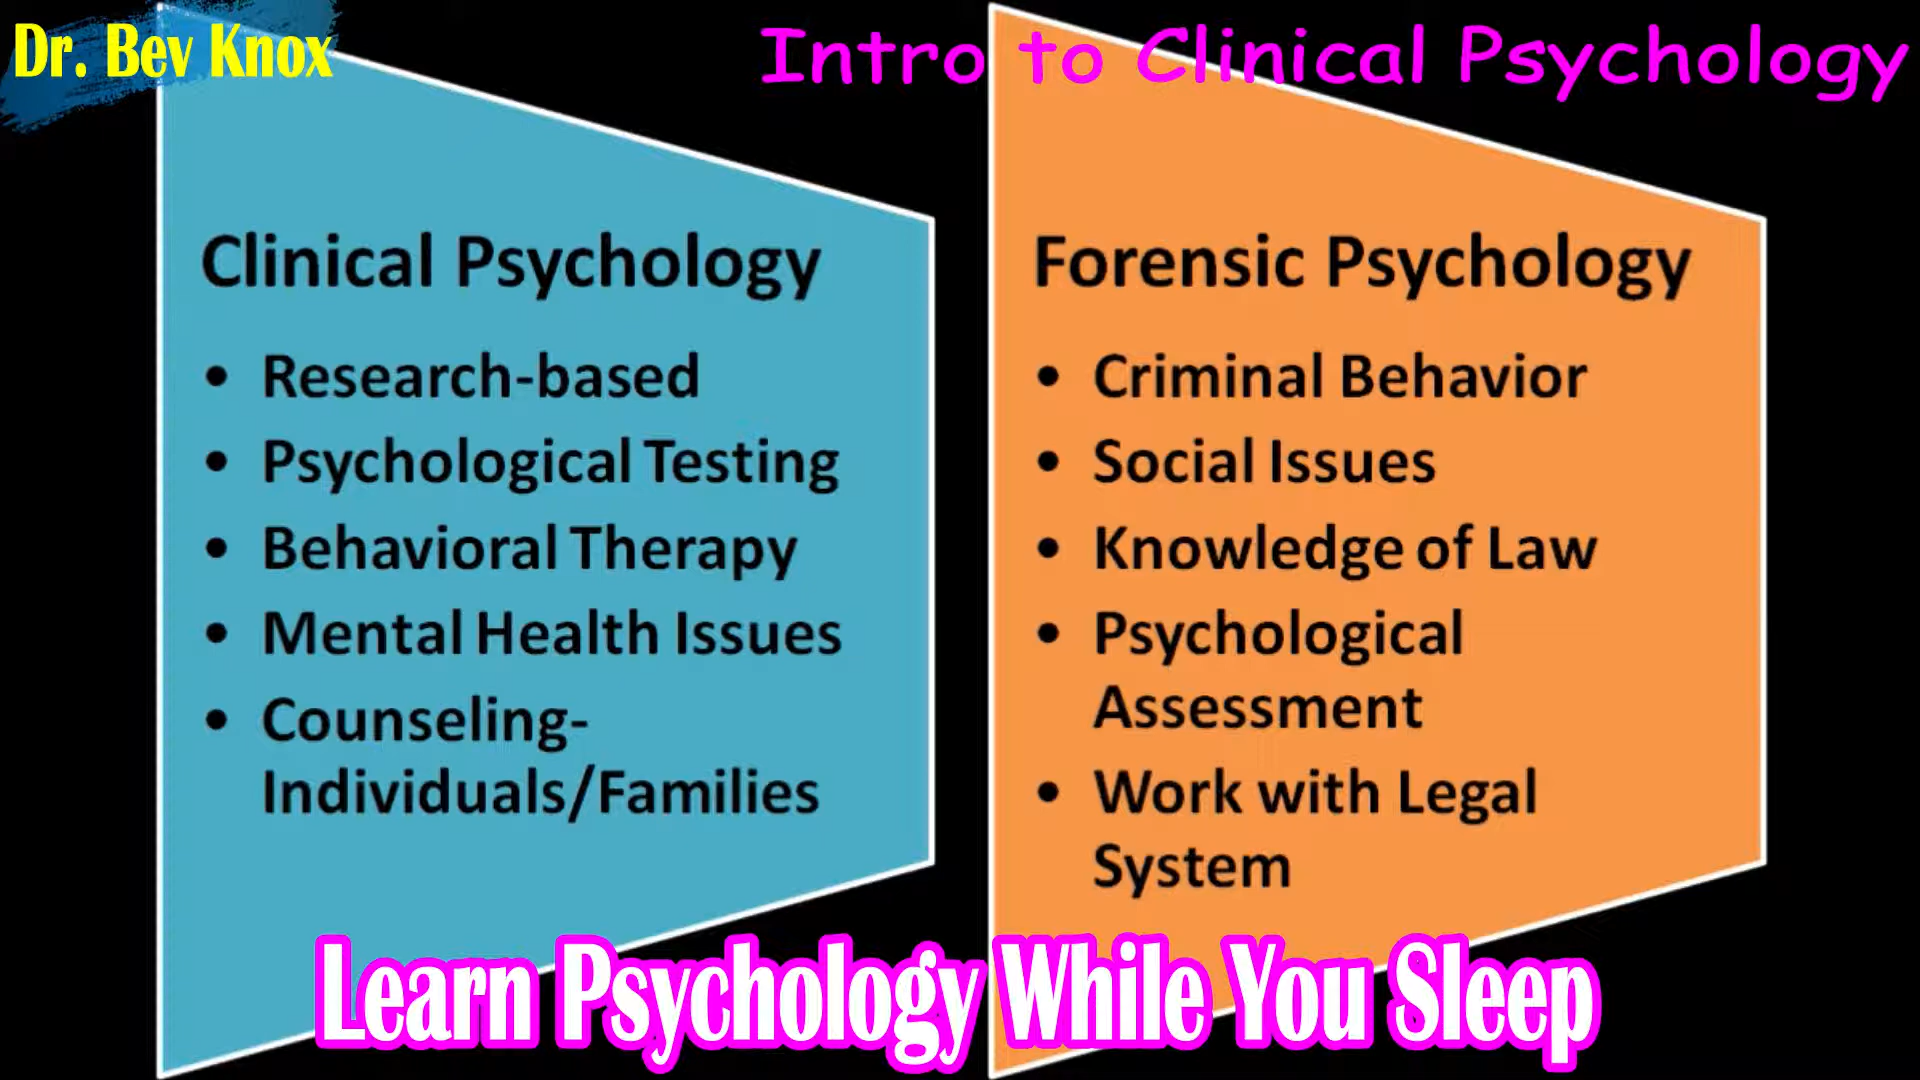 Dr. Bev Knox
Intro to Clinical Psychology
Clinical Psychology
• Research-based
• Psychological Testing
• Behavioral Therapy
• Mental Health Issues
• Counseling-
Individuals/Families
Forensic Psychology
• Criminal Behavior
• Social Issues
• Knowledge of Law
• Psychological
Assessment
• Work with Legal
System
Learn Psychology While You Sleep